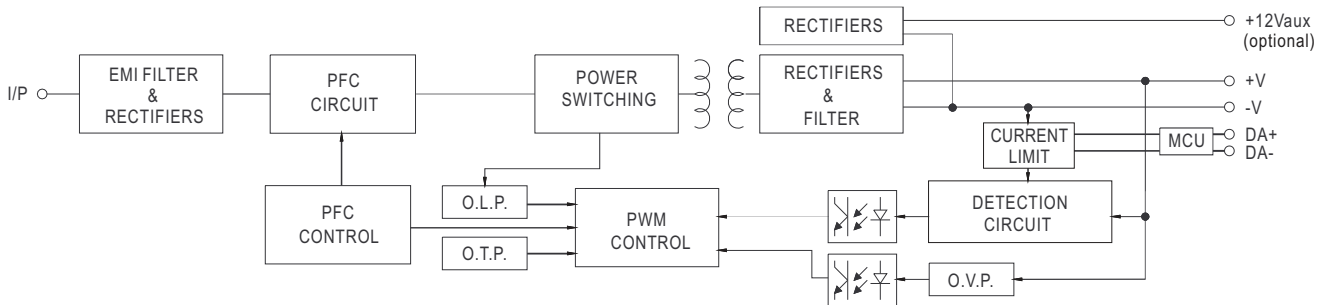 RECTIFIERS
+12Vaux
(optional)
I/P
EMI FILTER
&
RECTIFIERS
PFC
CIRCUIT
POWER
SWITCHING
RECTIFIERS
&
FILTER
+V
-V
CURRENT
LIMIT
MCU
DA+
DA-
PFC
CONTROL
O.L.P.
O.T.P.
PWM
CONTROL
DETECTION
CIRCUIT
O.V.P.